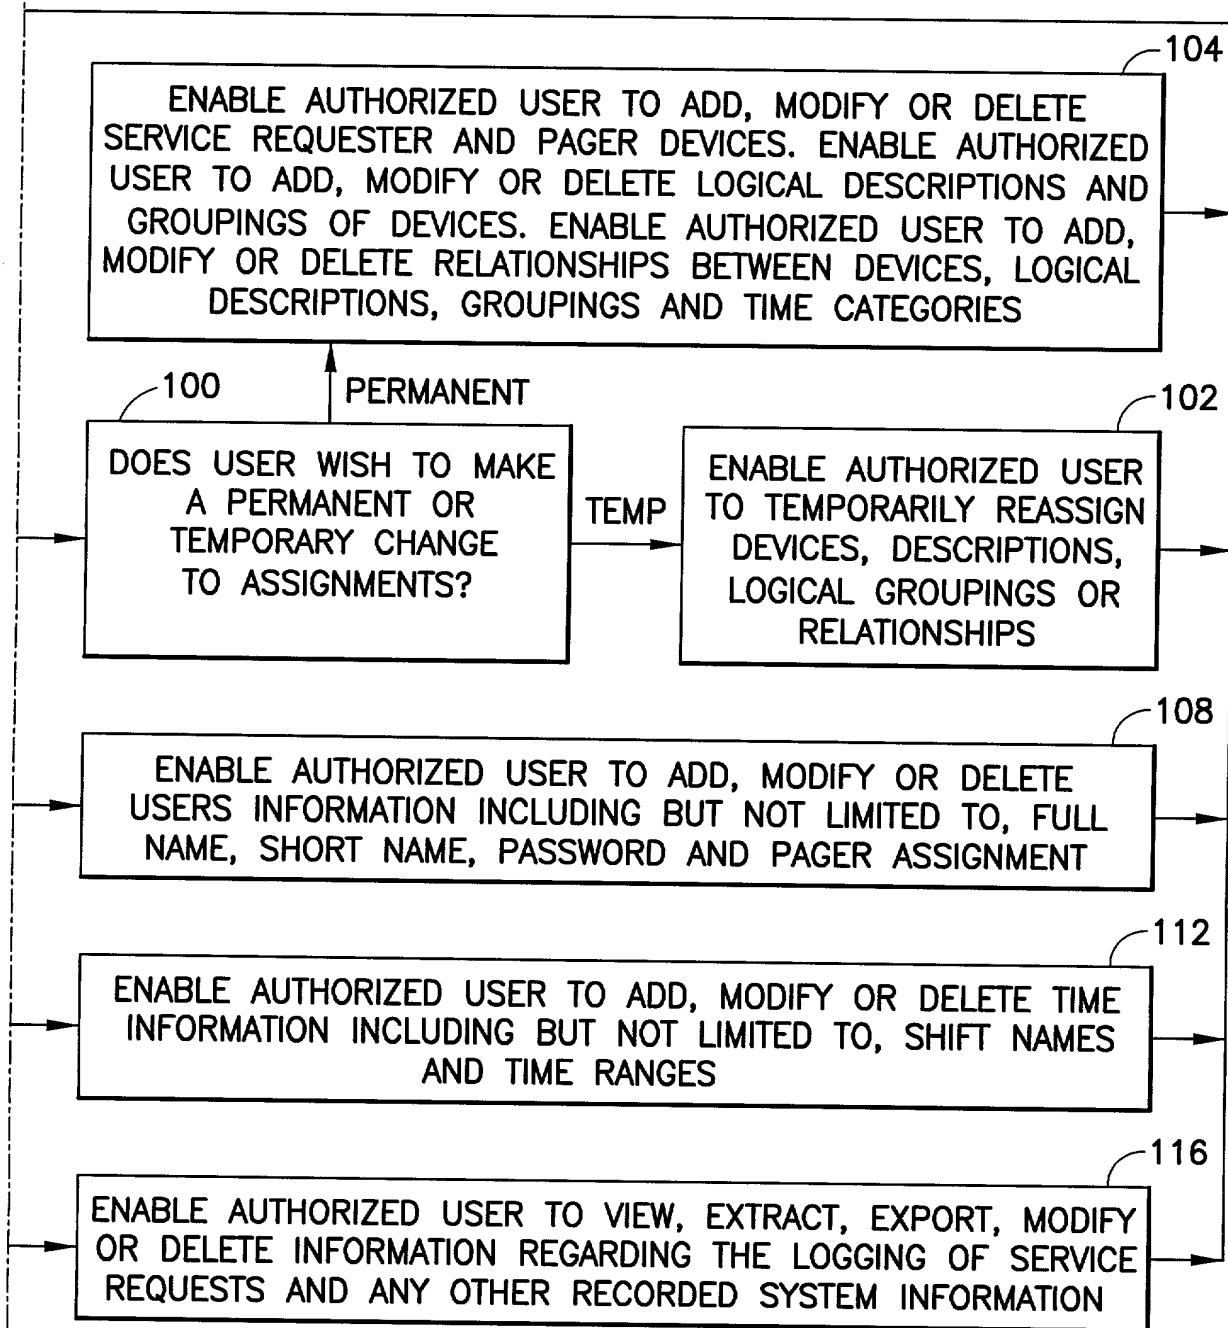 104
ENABLE AUTHORIZED USER TO ADD, MODIFY OR DELETE
SERVICE REQUESTER AND PAGER DEVICES. ENABLE AUTHORIZED
USER TO ADD, MODIFY OR DELETE LOGICAL DESCRIPTIONS AND
GROUPINGS OF DEVICES. ENABLE AUTHORIZED USER TO ADD,
MODIFY OR DELETE RELATIONSHIPS BETWEEN DEVICES, LOGICAL
DESCRIPTIONS, GROUPINGS AND TIME CATEGORIES
100
PERMANENT
DOES USER WISH TO MAKE
A PERMANENT OR
TEMPORARY CHANGE
TO ASSIGNMENTS?
TEMP
102
ENABLE AUTHORIZED USER
TO TEMPORARILY REASSIGN
DEVICES, DESCRIPTIONS,
LOGICAL GROUPINGS OR
RELATIONSHIPS
108
ENABLE AUTHORIZED USER TO ADD, MODIFY OR DELETE
USERS INFORMATION INCLUDING BUT NOT LIMITED TO, FULL
NAME, SHORT NAME, PASSWORD AND PAGER ASSIGNMENT
112
ENABLE AUTHORIZED USER TO ADD, MODIFY OR DELETE TIME
INFORMATION INCLUDING BUT NOT LIMITED TO, SHIFT NAMES
AND TIME RANGES
116
ENABLE AUTHORIZED USER TO VIEW, EXTRACT, EXPORT, MODIFY
OR DELETE INFORMATION REGARDING THE LOGGING OF SERVICE
REQUESTS AND ANY OTHER RECORDED SYSTEM INFORMATION